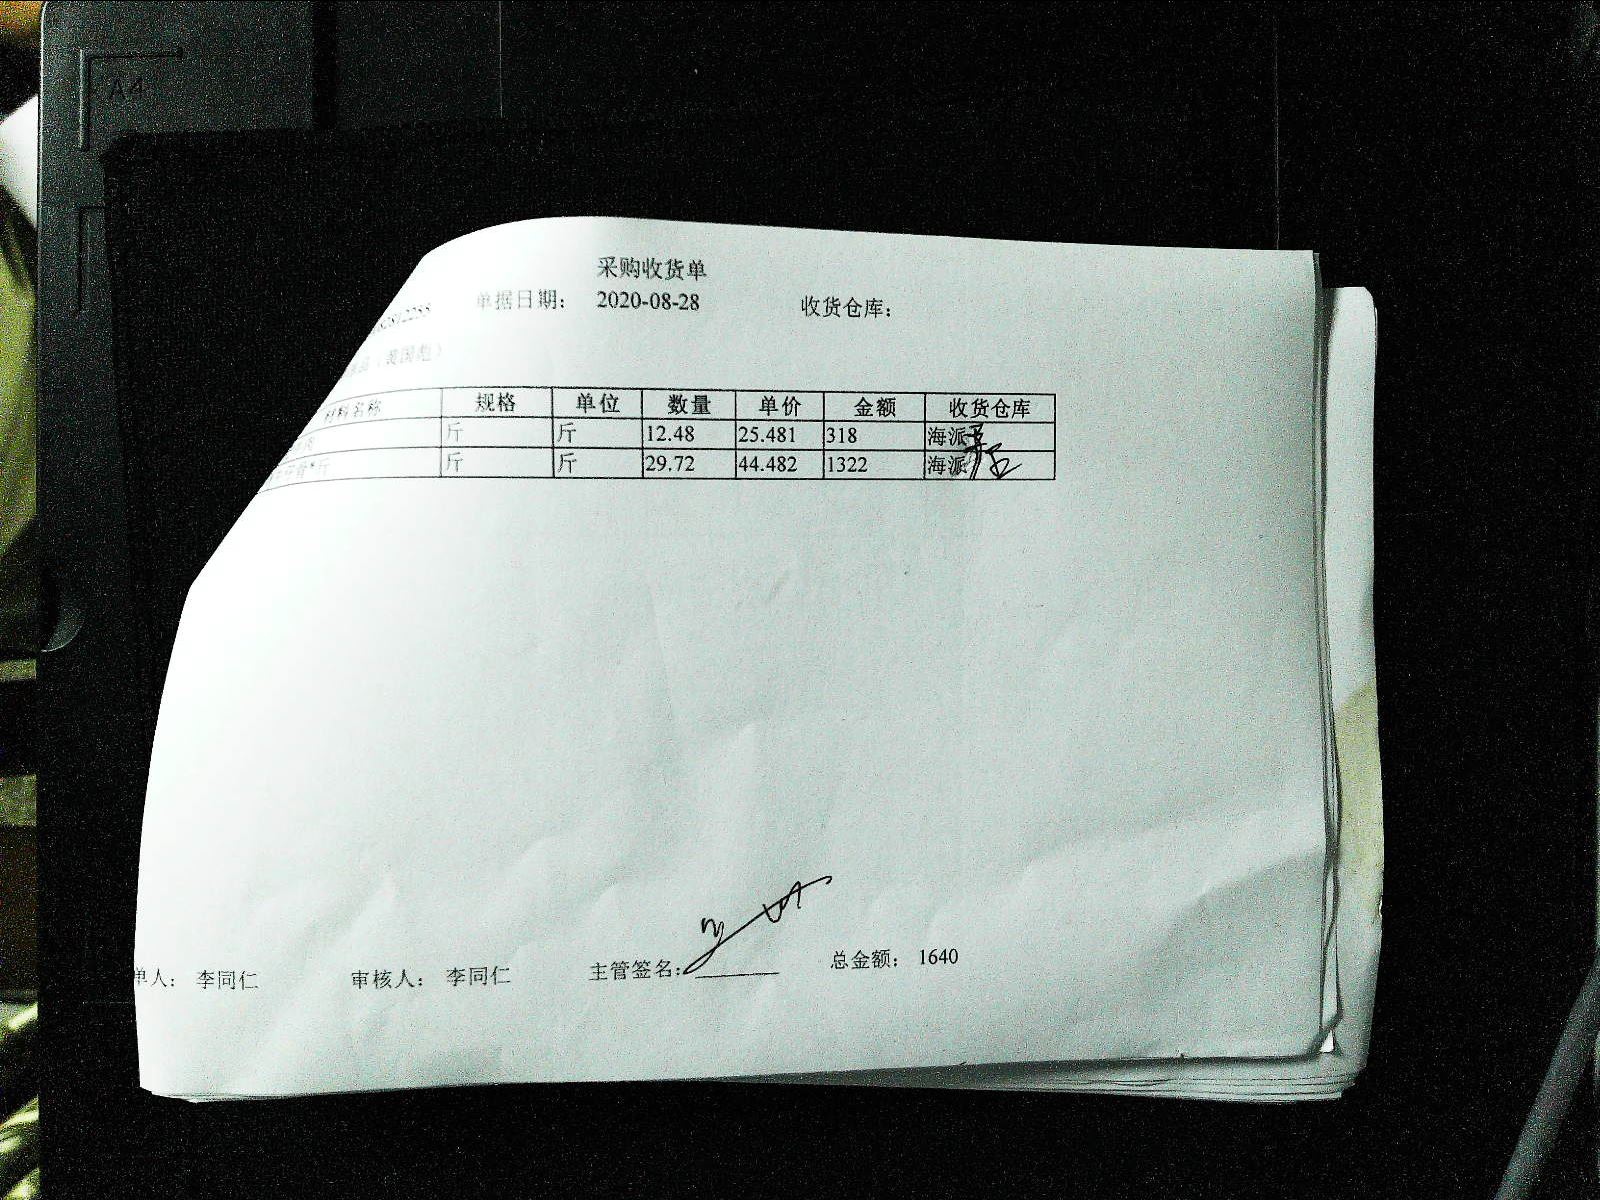 A4
采购收货单
单据日期： 2020-08-28 收货仓库：
材料名称 规格 单位 数量 单价 金额 收货仓库
斤 斤 12.48 25.481 318 海派
斤 斤 斤 29.72 44.482 1322 海派
单人： 李同仁 审核人： 李同仁 主管签名： 总金额： 1640